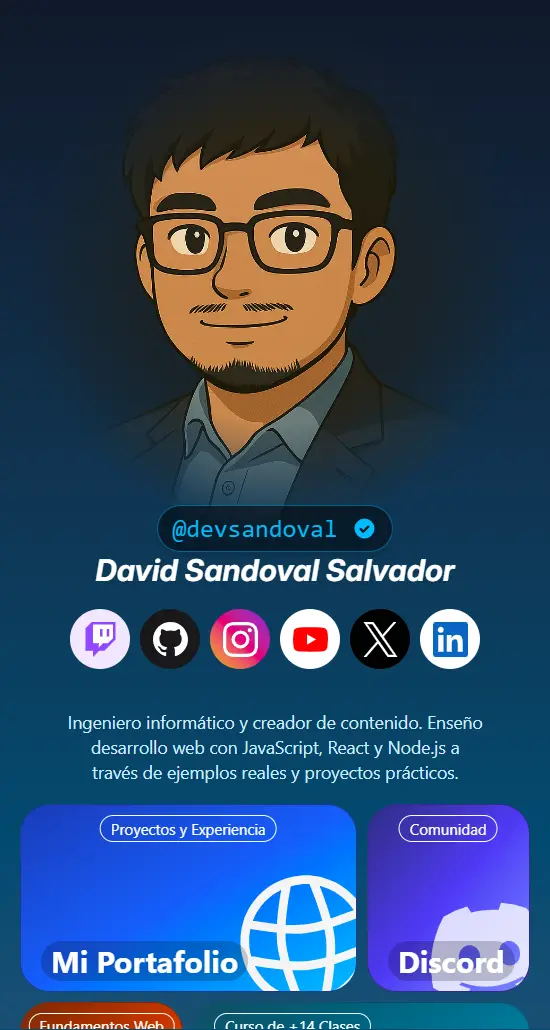 @devsandoval
David Sandoval Salvador
Ingeniero informático y creador de contenido. Enseño
desarrollo web con JavaScript, React y Node.js a
través de ejemplos reales y proyectos prácticos.
Proyectos y Experiencia
Mi Portafolio
Comunidad
Discord
Fundamentos Web
Curso de +14 Clases